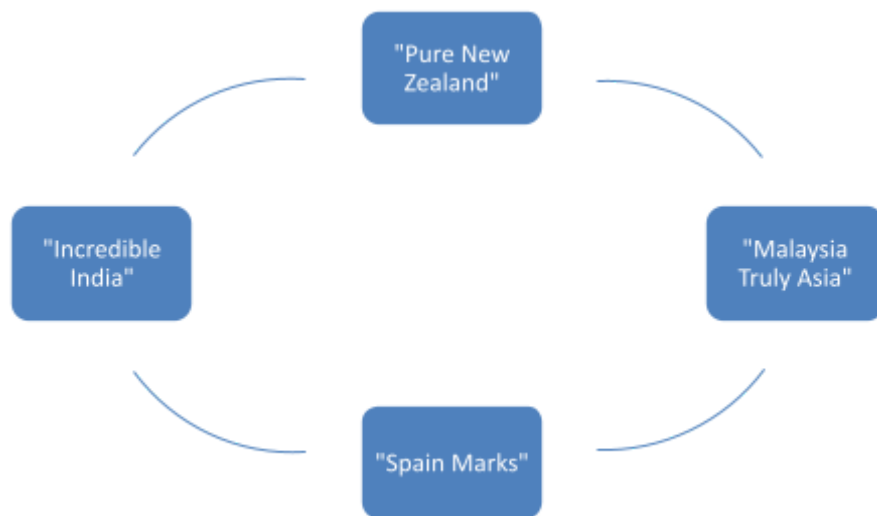 "Pure New
Zealand"
"Incredible
India"
"Malaysia
Truly Asia"
"Spain Marks"